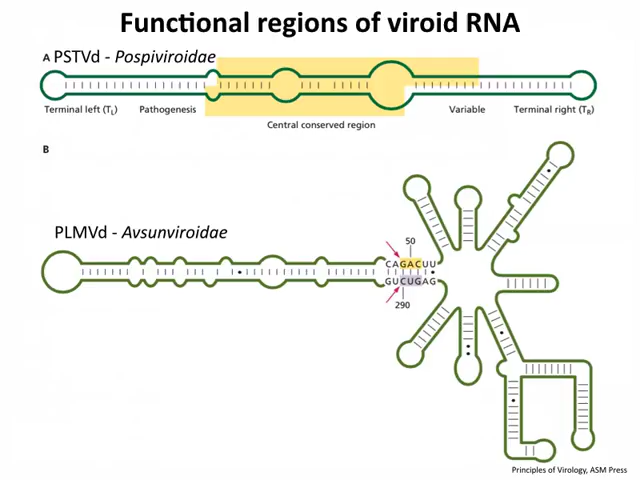 Functional regions of viroid RNA
A PSTVd - Pospiviroidae
Terminal left (TL) Pathogenesis Variable Terminal right (TR)
Central conserved region
B
PLMVd - Avsunviroidae
50
CAGACUU
GUCUGAG
290
Principles of Virology, ASM Press